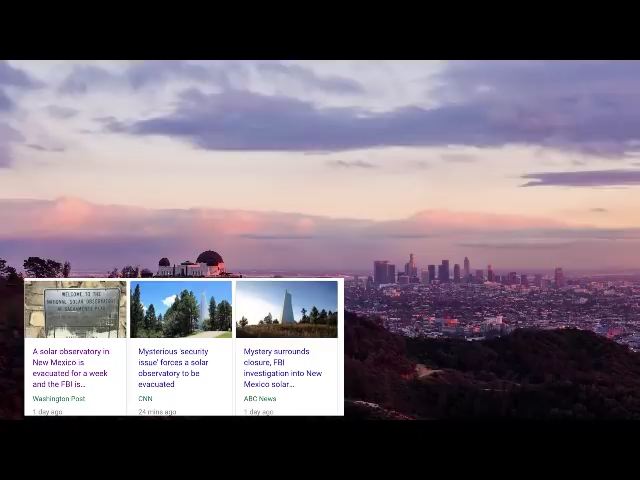 WELCOME TO THE
NATIONAL SOLAR OBSERVATORY
AT SACRAMENTO PEAK
A solar observatory in
New Mexico is
evacuated for a week
and the FBI is...
Washington Post
1 day ago
Mysterious 'security
issue' forces a solar
observatory to be
evacuated
CNN
24 mins ago
Mystery surrounds
closure, FBI
investigation into New
Mexico solar...
ABC News
1 day ago